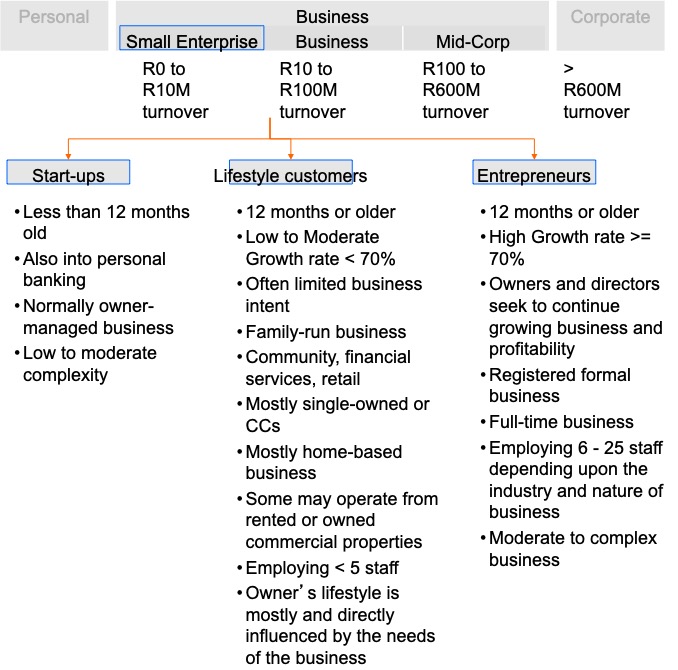 Personal
Business
Corporate
Small Enterprise
Business
Mid-Corp
R0 to
R10M
turnover
R10 to
R100M
turnover
R100 to
R600M
turnover
>
R600M
turnover
Start-ups
• Less than 12 months
old
• Also into personal
banking
• Normally owner-
managed business
• Low to moderate
complexity
Lifestyle customers
• 12 months or older
• Low to Moderate
Growth rate < 70%
• Often limited business
intent
• Family-run business
• Community, financial
services, retail
• Mostly single-owned or
CCs
• Mostly home-based
business
• Some may operate from
rented or owned
commercial properties
• Employing < 5 staff
• Owner’s lifestyle is
mostly and directly
influenced by the needs
of the business
Entrepreneurs
• 12 months or older
• High Growth rate >=
70%
• Owners and directors
seek to continue
growing business and
profitability
• Registered formal
business
• Full-time business
• Employing 6 - 25 staff
depending upon the
industry and nature of
business
• Moderate to complex
business